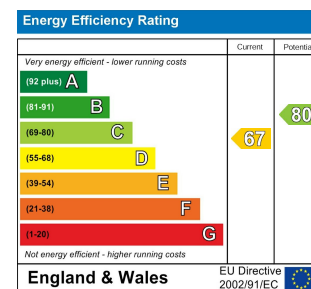 Energy Efficiency Rating
Current Potentia
Very energy efficient - lower running costs
(92 plus) A
(81-91) B
80
(69-80) C
67
(55-68) D
(39-54) E
(21-38) F
(1-20) G
Not energy efficient - higher running costs
England & Wales
EU Directive
2002/91/EC